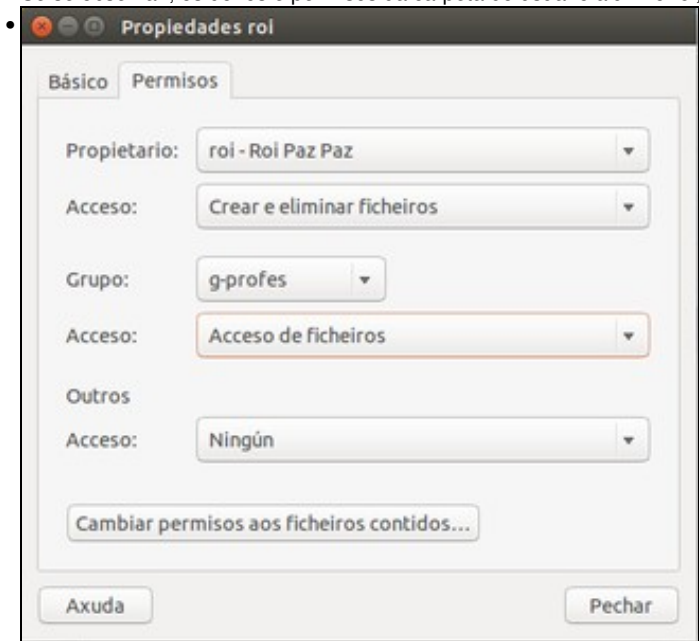 Propiedades roi
Básico Permisos
Propietario: roi - Roi Paz Paz
Acceso: Crear e eliminar ficheiros
Grupo: g-profes
Acceso: Acceso de ficheiros
Outros
Acceso: Ningún
Cambiar permisos aos ficheiros contidos...
Axuda Pechar